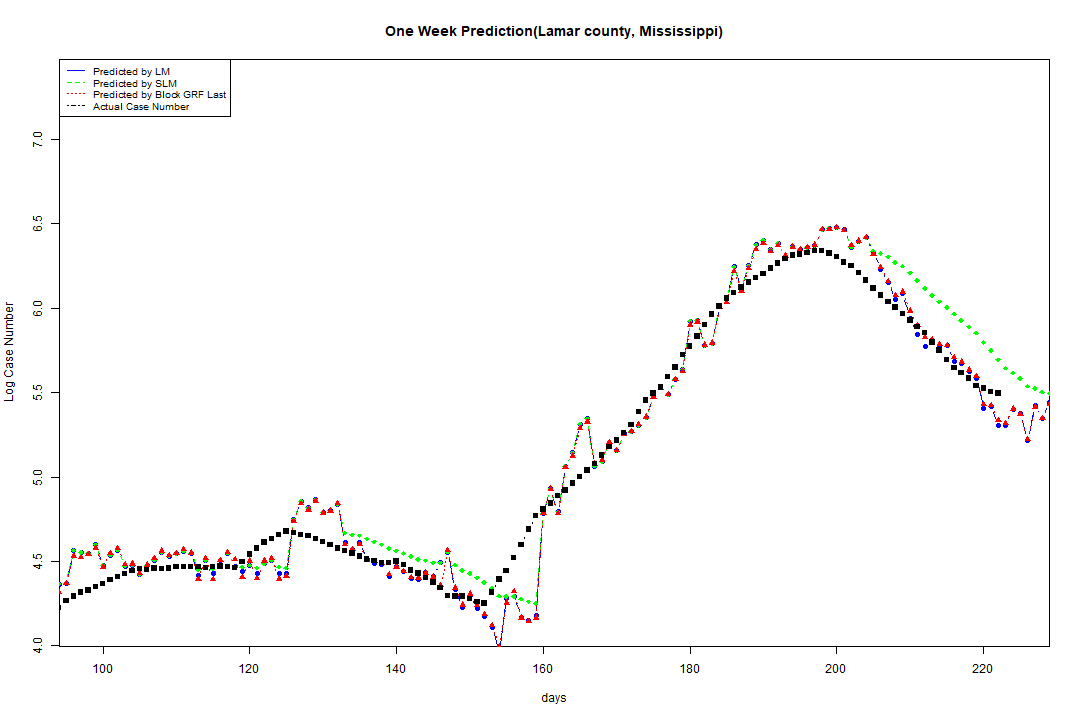 One Week Prediction(Lamar county, Mississippi)
Predicted by LM
Predicted by SLM
Predicted by Block GRF Last
Actual Case Number
7.0
6.5
6.0
5.5
5.0
4.5
4.0
Log Case Number
100 120 140 160 180 200 220
days